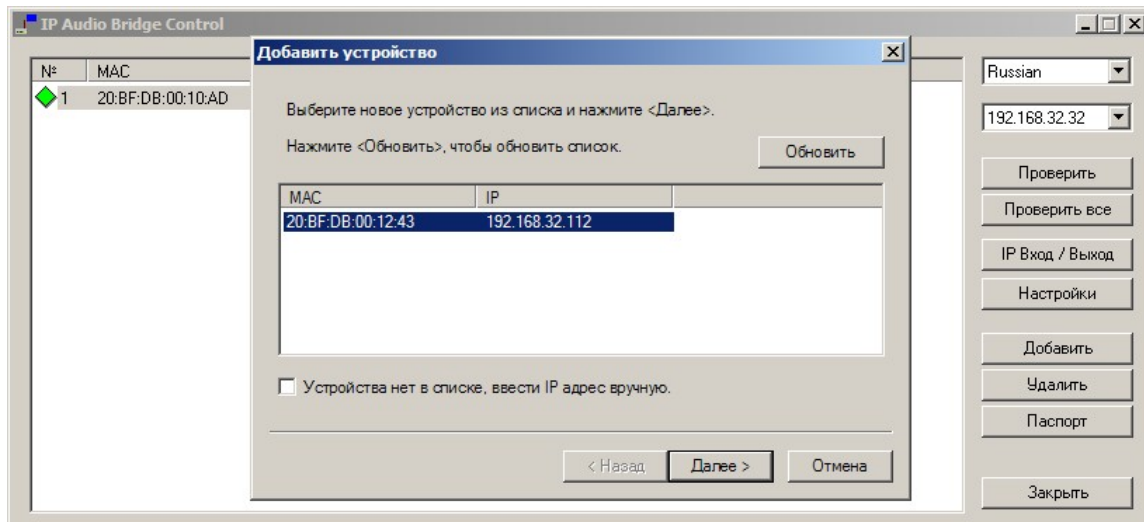 IP Audio Bridge Control
Добавить устройство
№ MAC
1 20:BF:DB:00:10:AD
Выберите новое устройство из списка и нажмите <Далее>.
Нажмите <Обновить>, чтобы обновить список.
Обновить
MAC IP
20:BF:DB:00:12:43 192.168.32.112
Устройства нет в списке, ввести IP адрес вручную.
< Назад
Далее >
Отмена
Russian
192.168.32.32
Проверить
Проверить все
IP Вход / Выход
Настройки
Добавить
Удалить
Паспорт
Закрыть